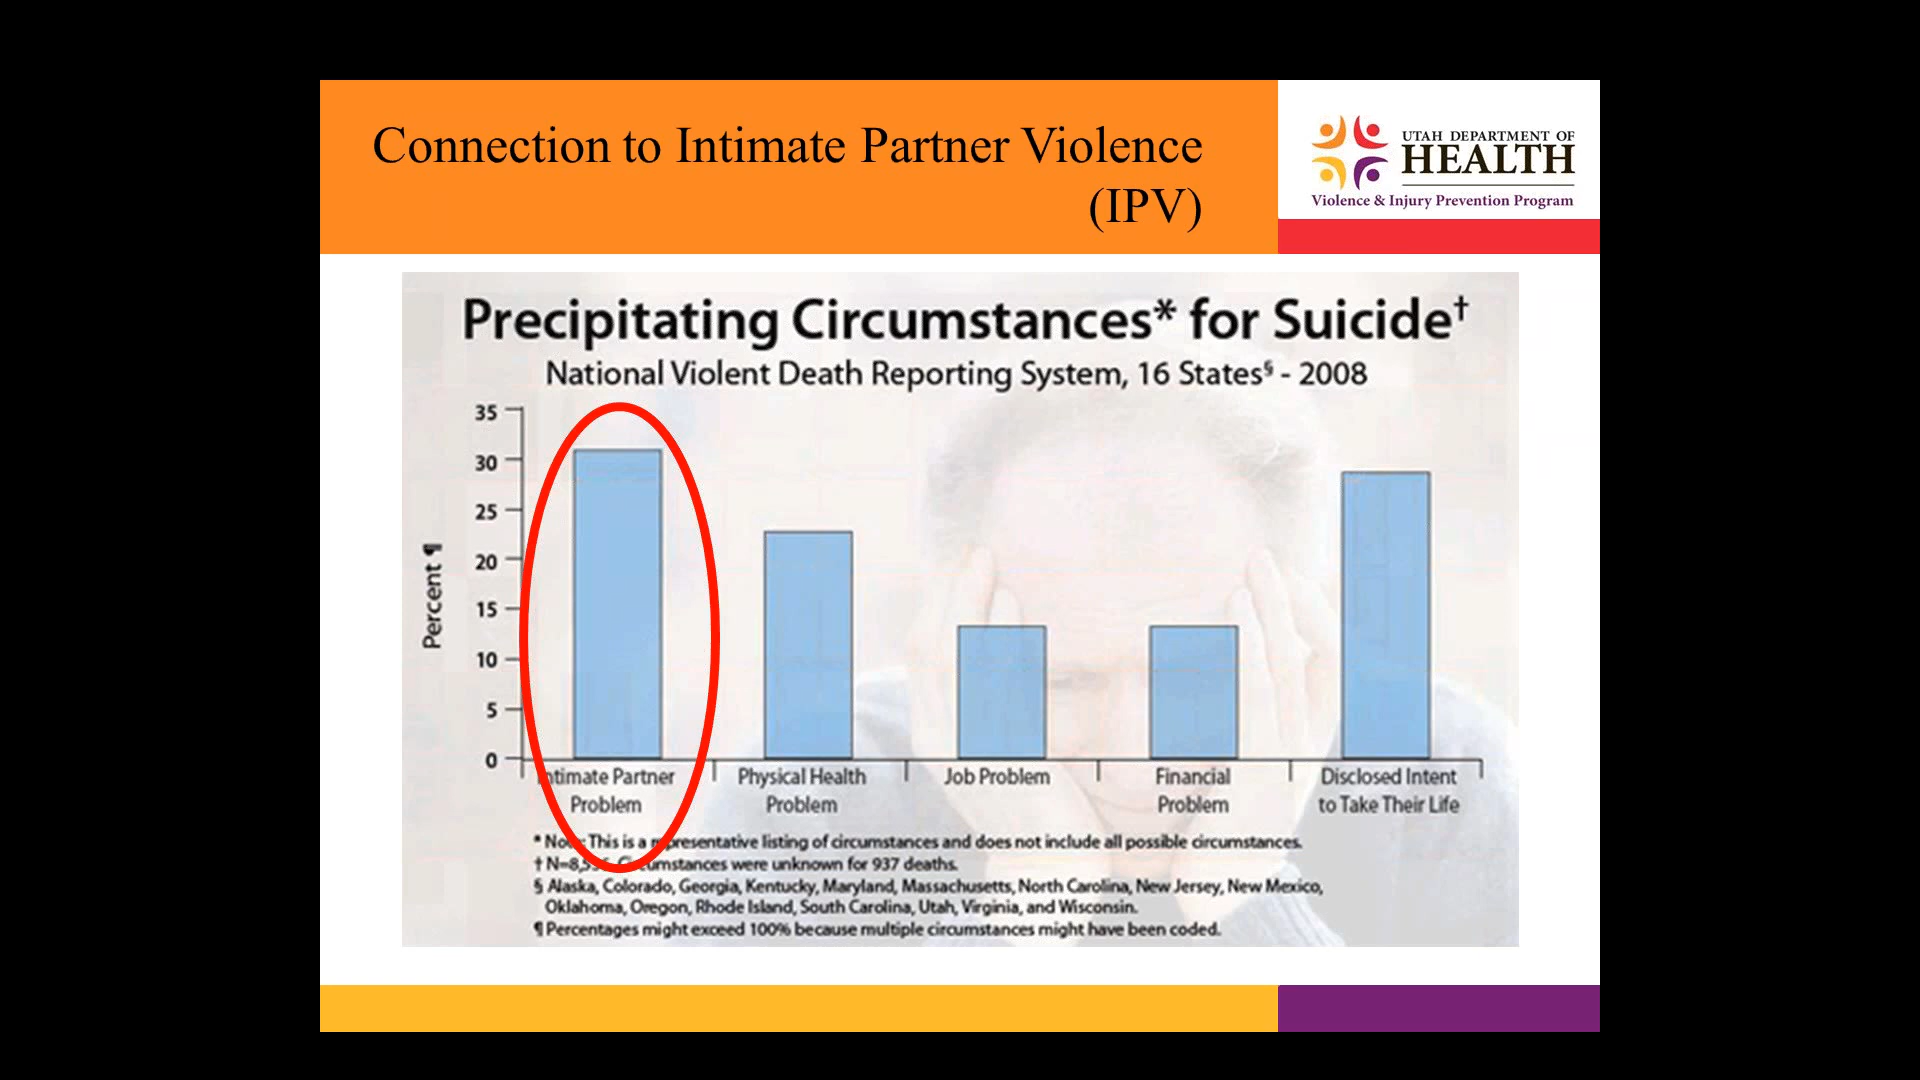 Connection to Intimate Partner Violence
(IPV)
UTAH DEPARTMENT OF
HEALTH
Violence & Injury Prevention Program
Precipitating Circumstances* for Suicide†
National Violent Death Reporting System, 16 States§ - 2008
Percent ¶
35
30
25
20
15
10
5
0
Intimate Partner
Problem
Physical Health
Problem
Job Problem
Financial
Problem
Disclosed Intent
to Take Their Life
* Note: This is a representative listing of circumstances and does not include all possible circumstances.
† Circumstances were unknown for 937 deaths.
§ Alaska, Colorado, Georgia, Kentucky, Maryland, Massachusetts, North Carolina, New Jersey, New Mexico,
Oklahoma, Oregon, Rhode Island, South Carolina, Utah, Virginia, and Wisconsin.
¶ Percentages might exceed 100% because multiple circumstances might have been coded.